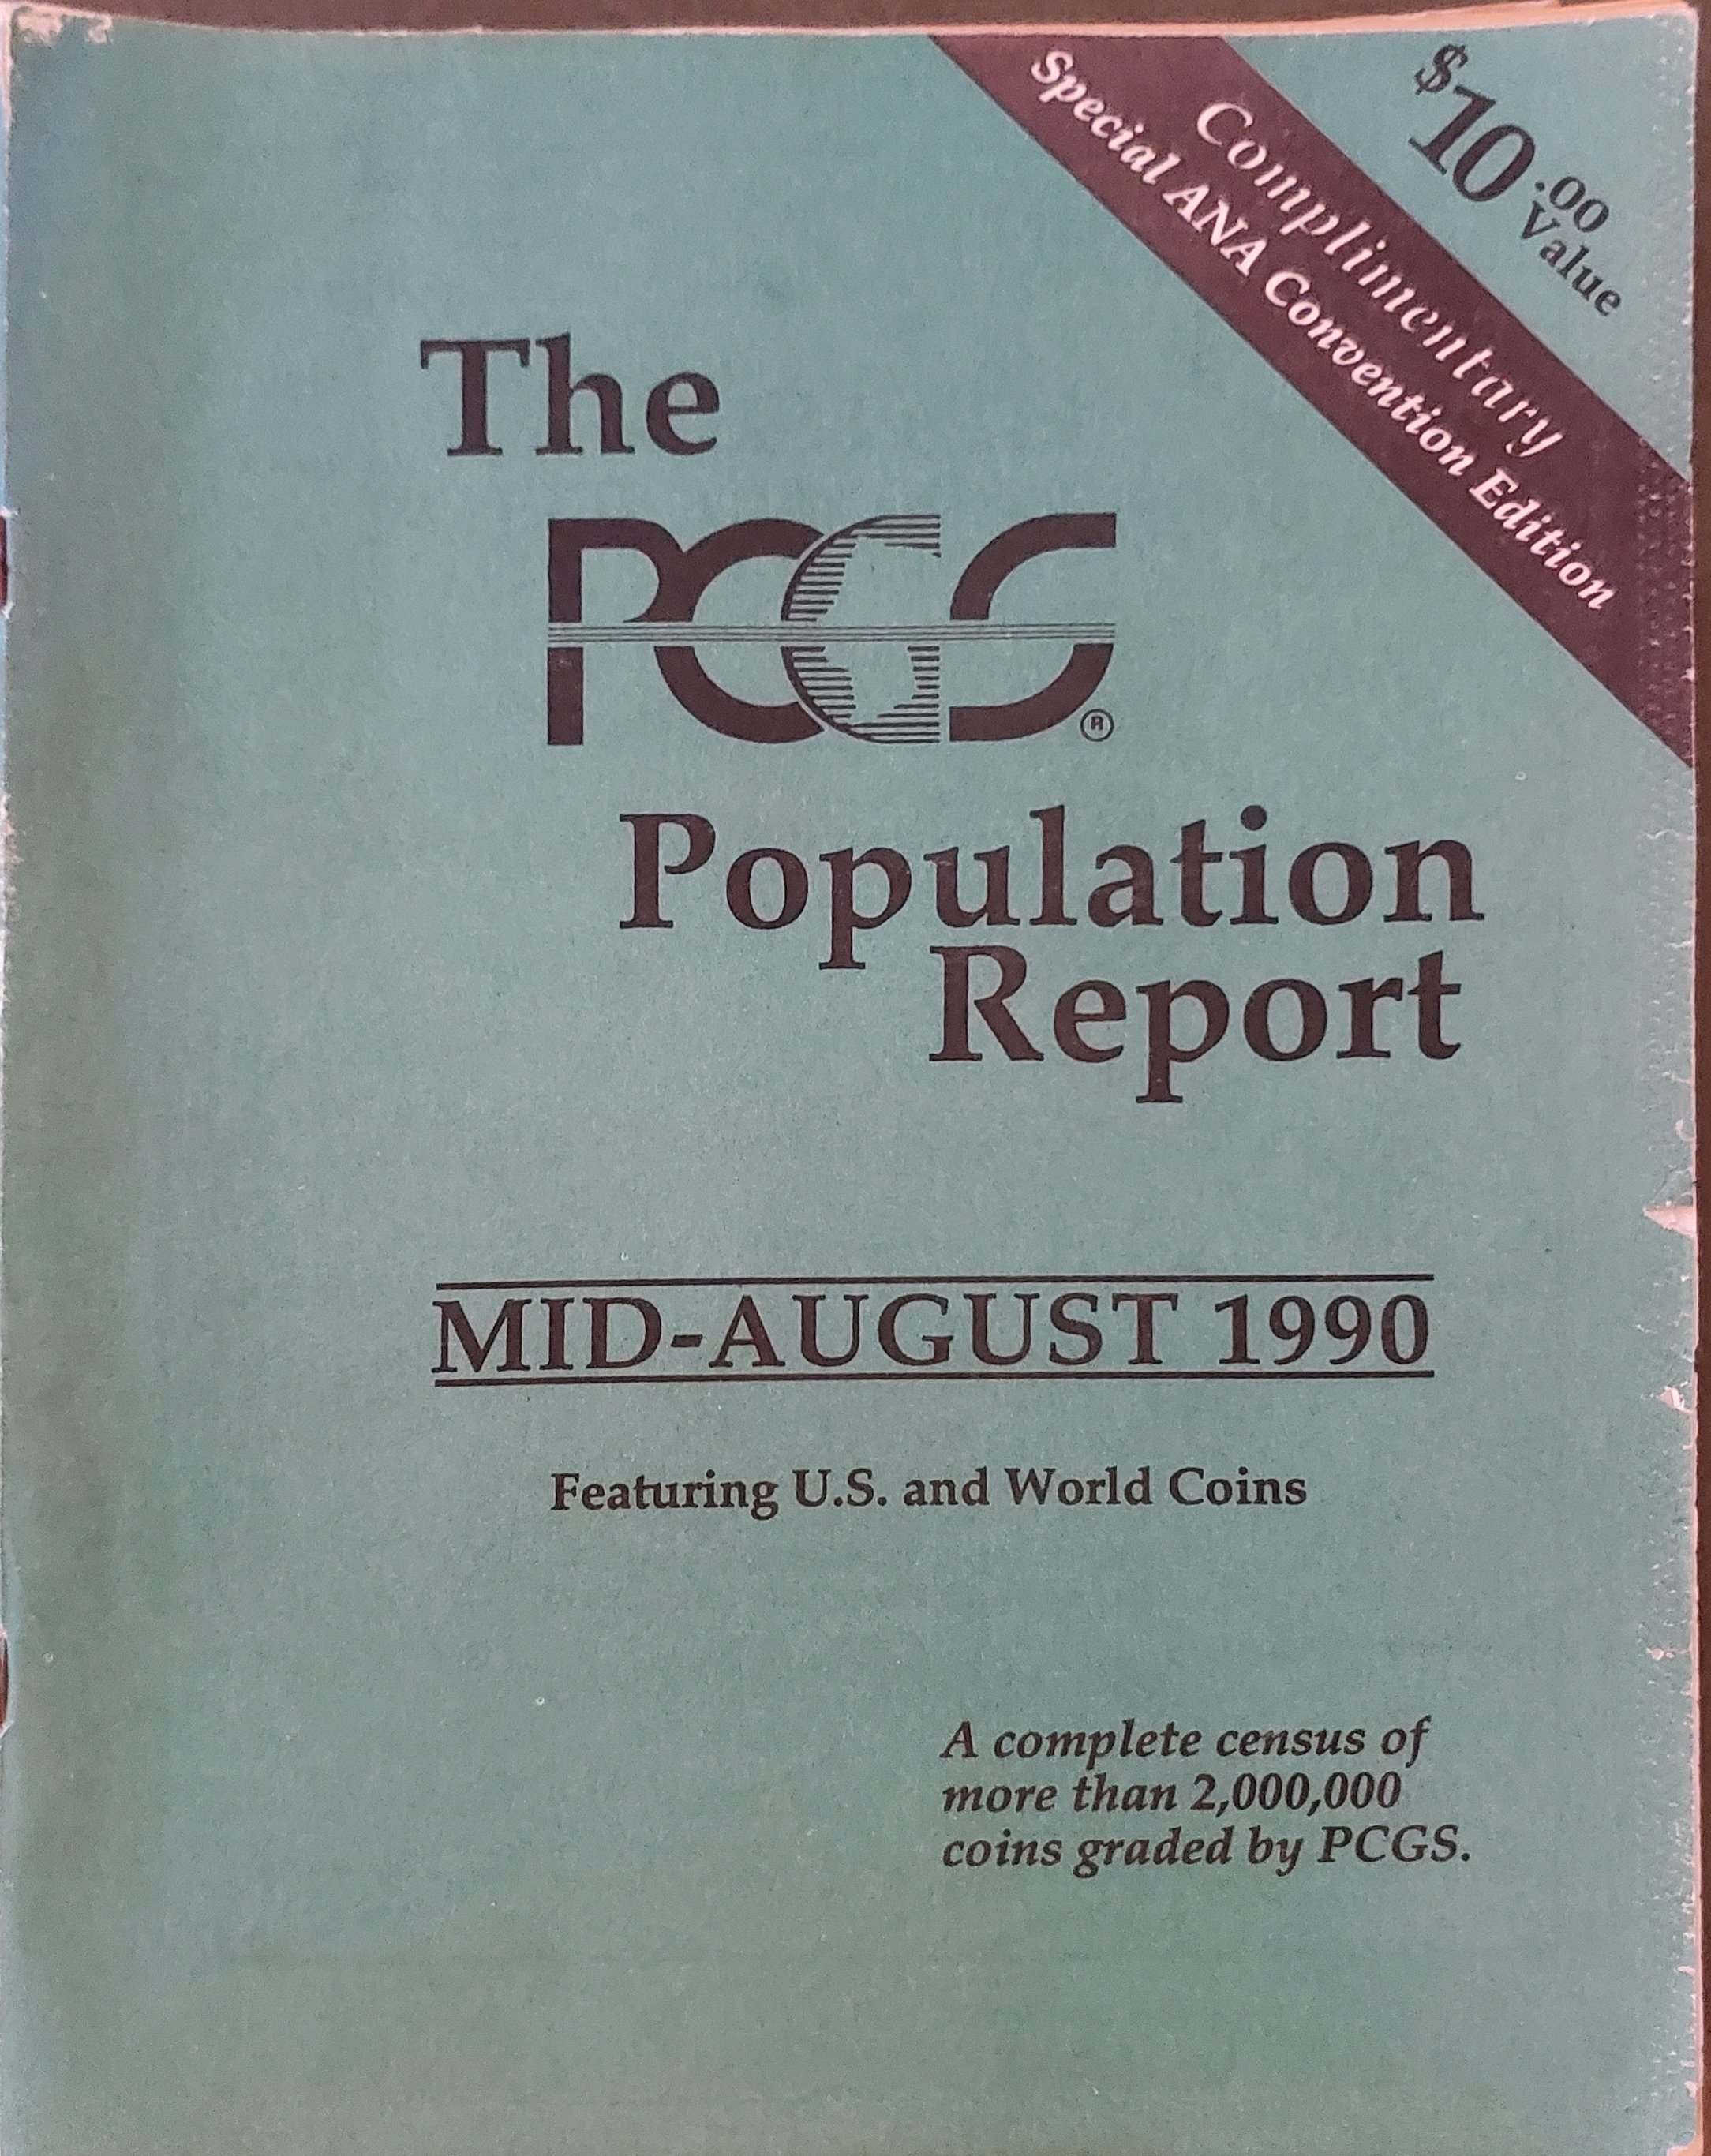 $10.00
Value
Complimentary
Special ANA Convention Edition
The
PCGS®
Population
Report
MID-AUGUST 1990
Featuring U.S. and World Coins
A complete census of
more than 2,000,000
coins graded by PCGS.